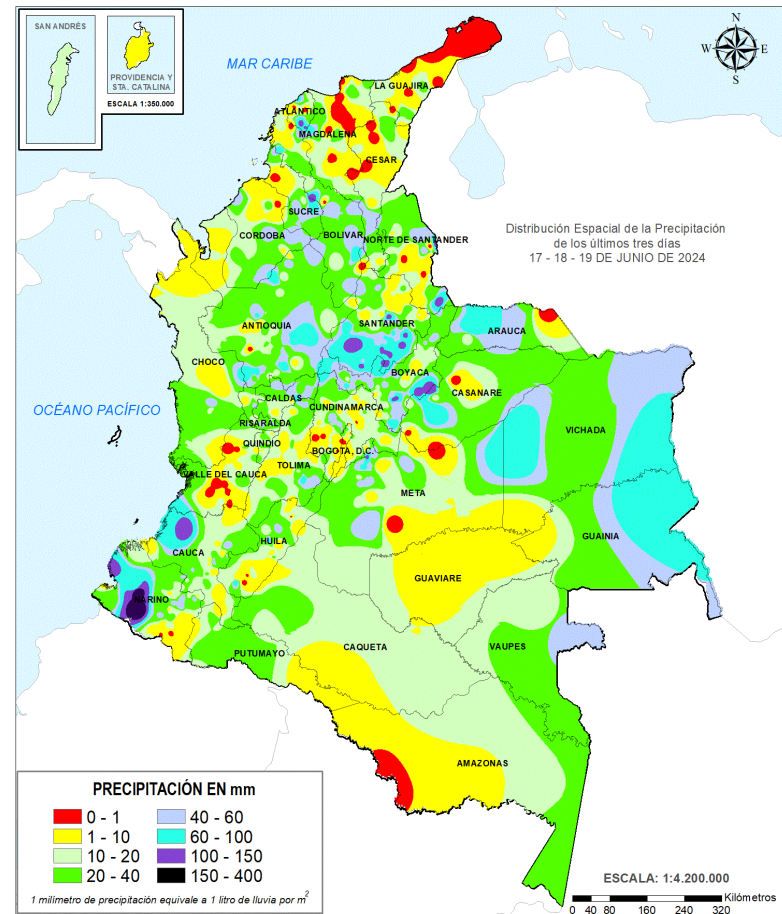 SAN ANDRÉS
PROVIDENCIA Y
STA. CATALINA
ESCALA 1:350.000
MAR CARIBE
N
W E
S
LA GUAJIRA
ATLÁNTICO
MAGDALENA
CESAR
SUCRE
CORDOBA
BOLIVAR
NORTE DE SANTANDER
Distribución Espacial de la Precipitación
de los últimos tres días
17 - 18 - 19 DE JUNIO DE 2024
ANTIOQUIA
SANTANDER
ARAUCA
CHOCO
BOYACA
CASANARE
OCÉANO PACÍFICO
CALDAS
CUNDINAMARCA
RISARALDA
VICHADA
QUINDIO
BOGOTA, D.C.
TOLIMA
VALLE DEL CAUCA
META
GUAINIA
HUILA
CAUCA
GUAVIARE
NARIÑO
CAQUETA
VAUPES
PUTUMAYO
AMAZONAS
PRECIPITACIÓN EN mm
0 - 1 40 - 60
1 - 10 60 - 100
10 - 20 100 - 150
20 - 40 150 - 400
1 milímetro de precipitación equivale a 1 litro de lluvia por m2
ESCALA: 1:4.200.000
Kilómetros
0 40 80 160 240 320